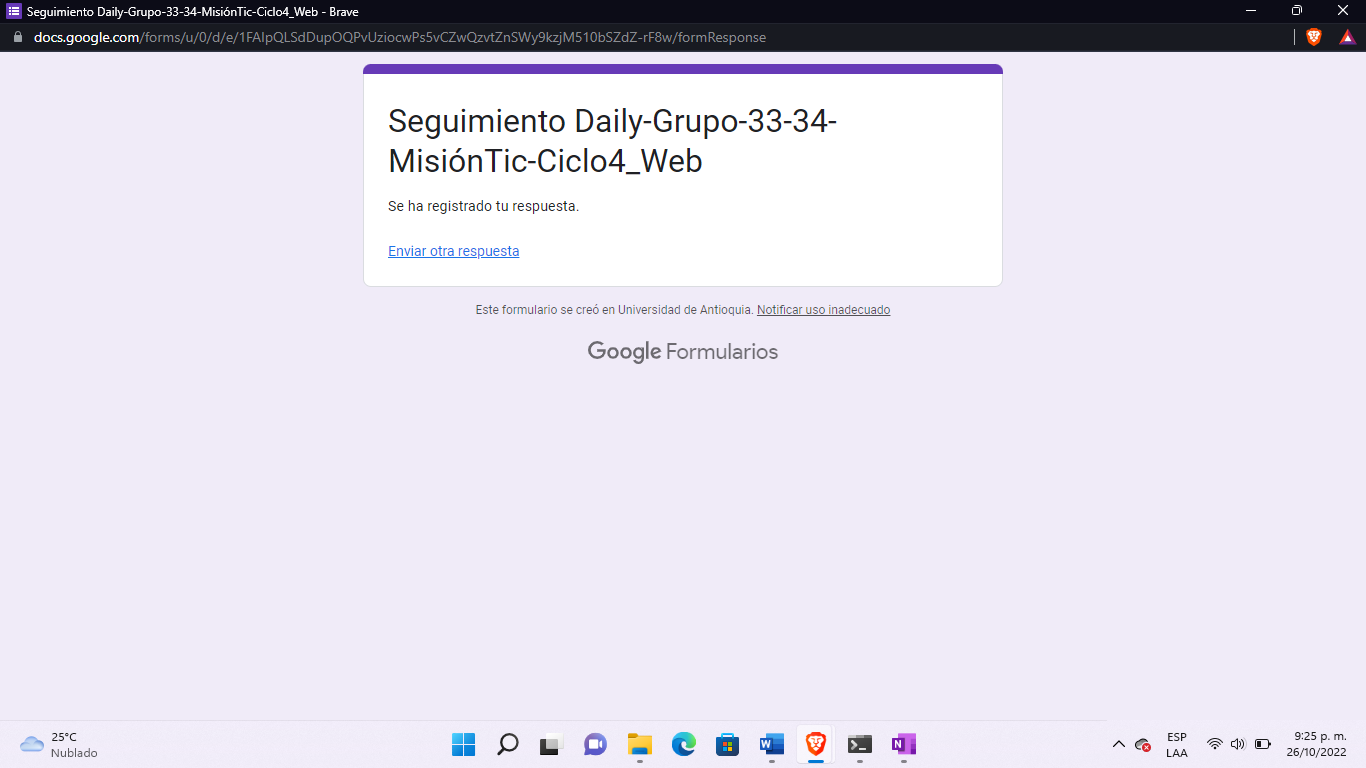 Seguimiento Daily-Grupo-33-34-MisiónTic-Ciclo4_Web - Brave
docs.google.com/forms/u/0/d/e/1FAIpQLSdDupOQPvUziocwPs5vCZwQzvtZnSWy9kzjM510bSZdZ-rF8w/formResponse
Seguimiento Daily-Grupo-33-34-
MisiónTic-Ciclo4_Web
Se ha registrado tu respuesta.
Enviar otra respuesta
Este formulario se creó en Universidad de Antioquia. Notificar uso inadecuado
Google Formularios
25°C
Nublado
ESP
LAA
9:25 p. m.
26/10/2022